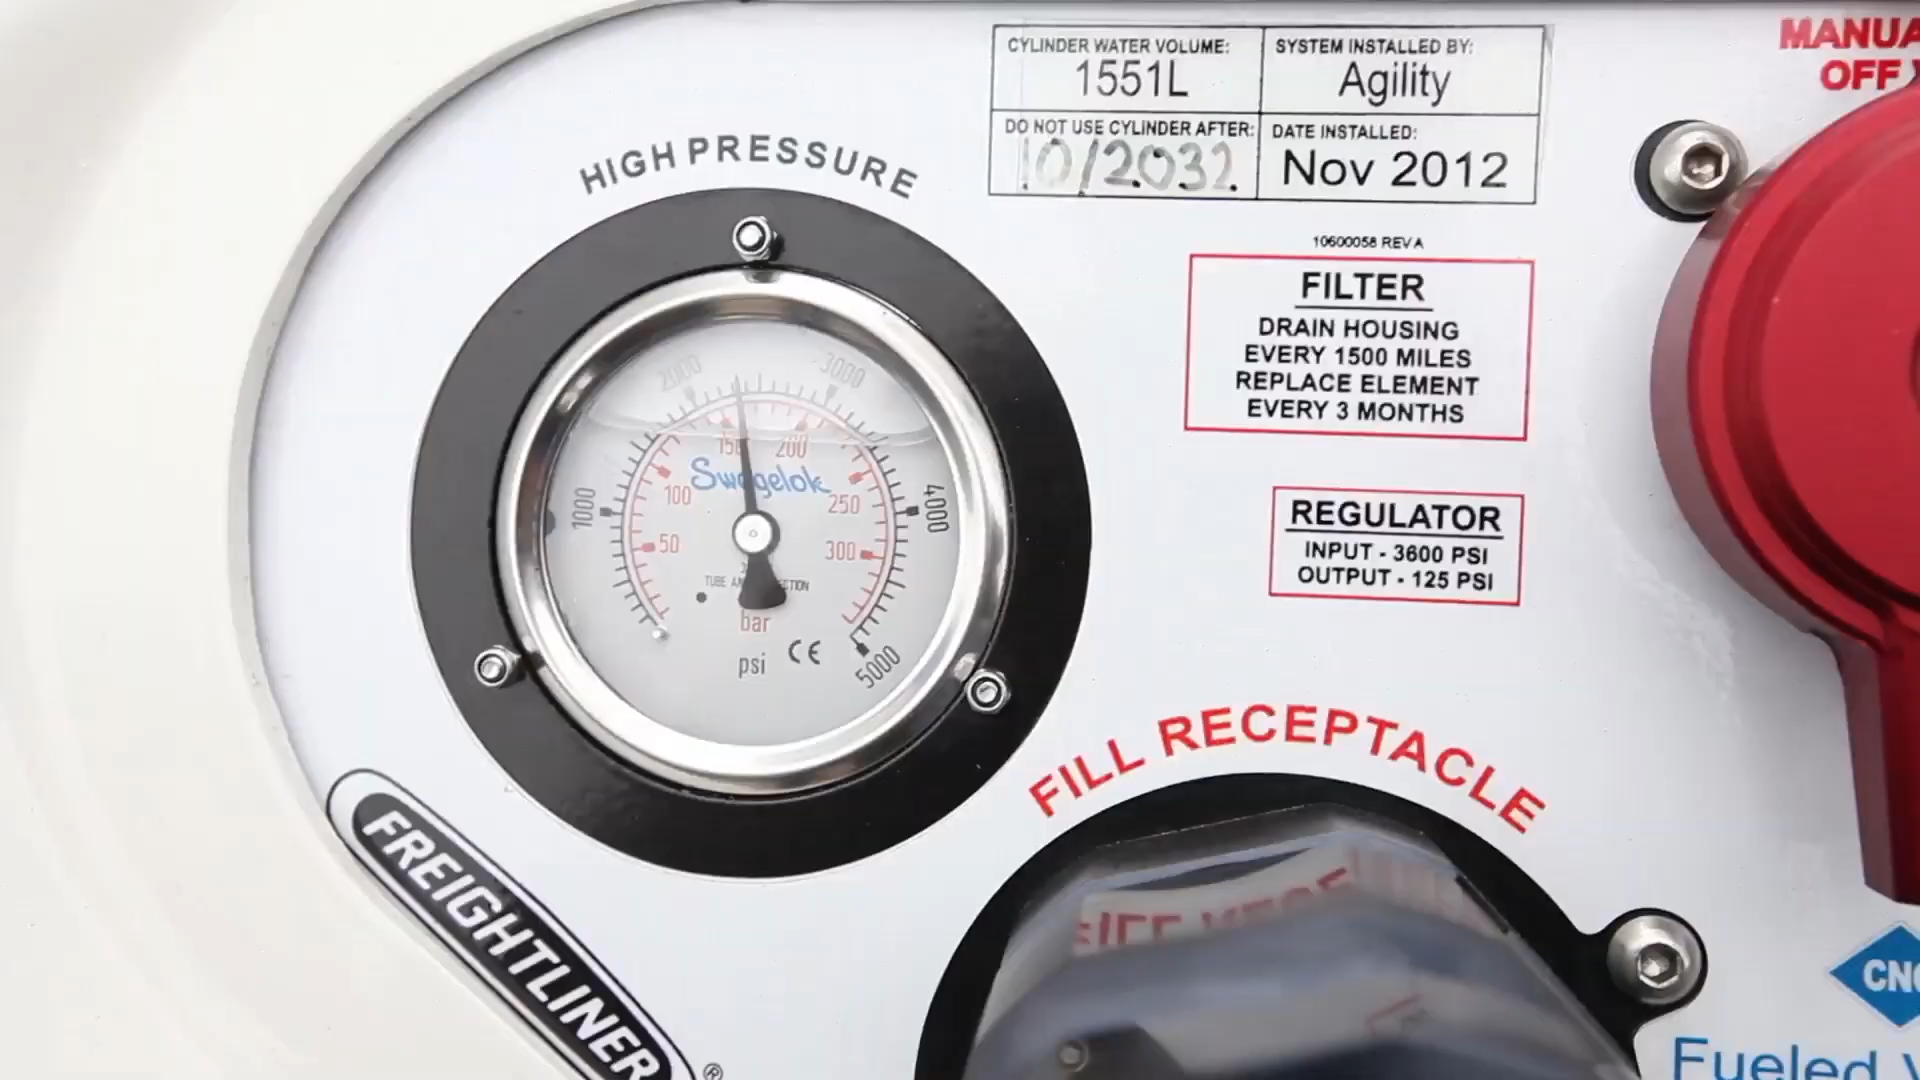 CYLINDER WATER VOLUME:
1551L
SYSTEM INSTALLED BY:
Agility
DO NOT USE CYLINDER AFTER:
10/2032
DATE INSTALLED:
Nov 2012
10600058 REV A
HIGH PRESSURE
2000
3000
150
200
Swagelok
1000
100
250
4000
50
300
bar
psi
CE
5000
FILTER
DRAIN HOUSING
EVERY 1500 MILES
REPLACE ELEMENT
EVERY 3 MONTHS
REGULATOR
INPUT - 3600 PSI
OUTPUT - 125 PSI
OFF
FILL RECEPTACLE
FREIGHTLINER®
Fueled